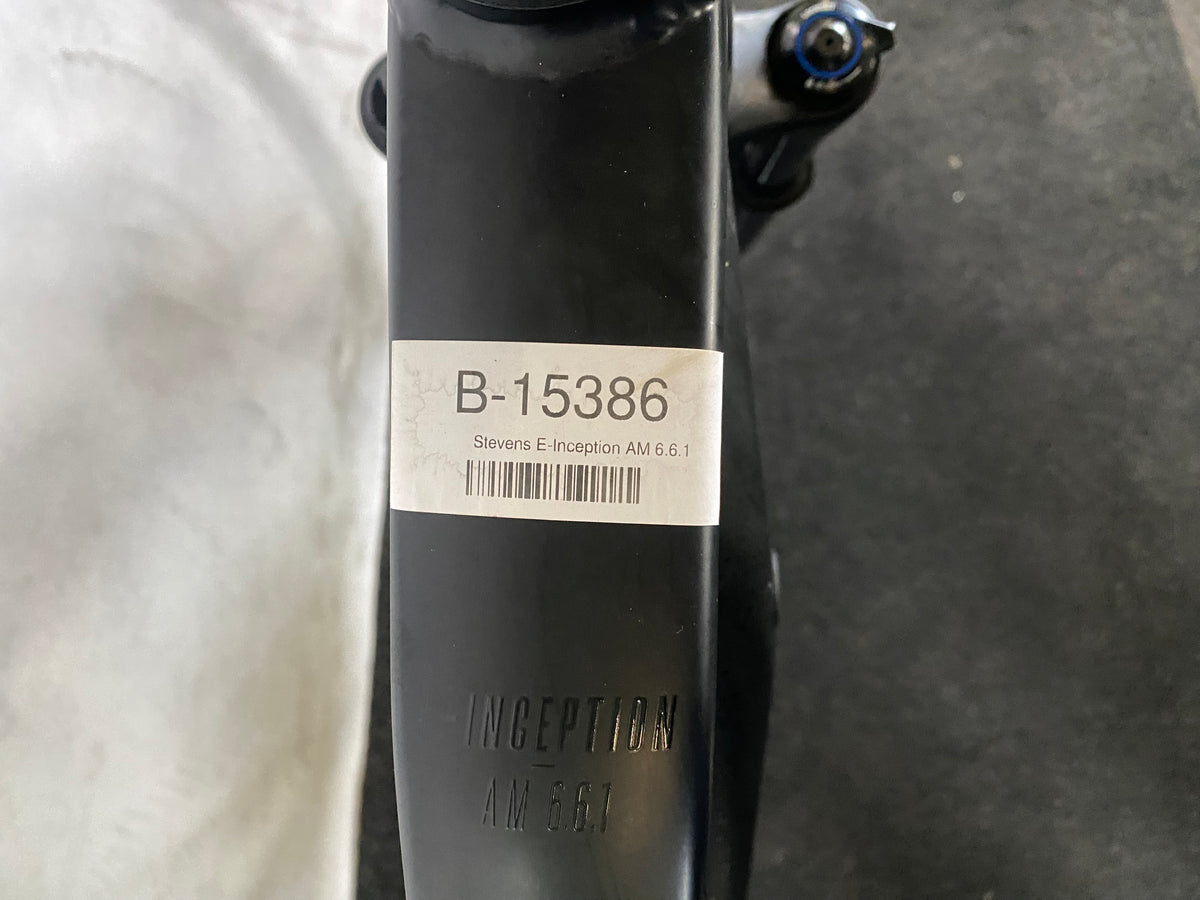 B-15386
Stevens E-Inception AM 6.6.1
INCEPTION
AM 6.6.1